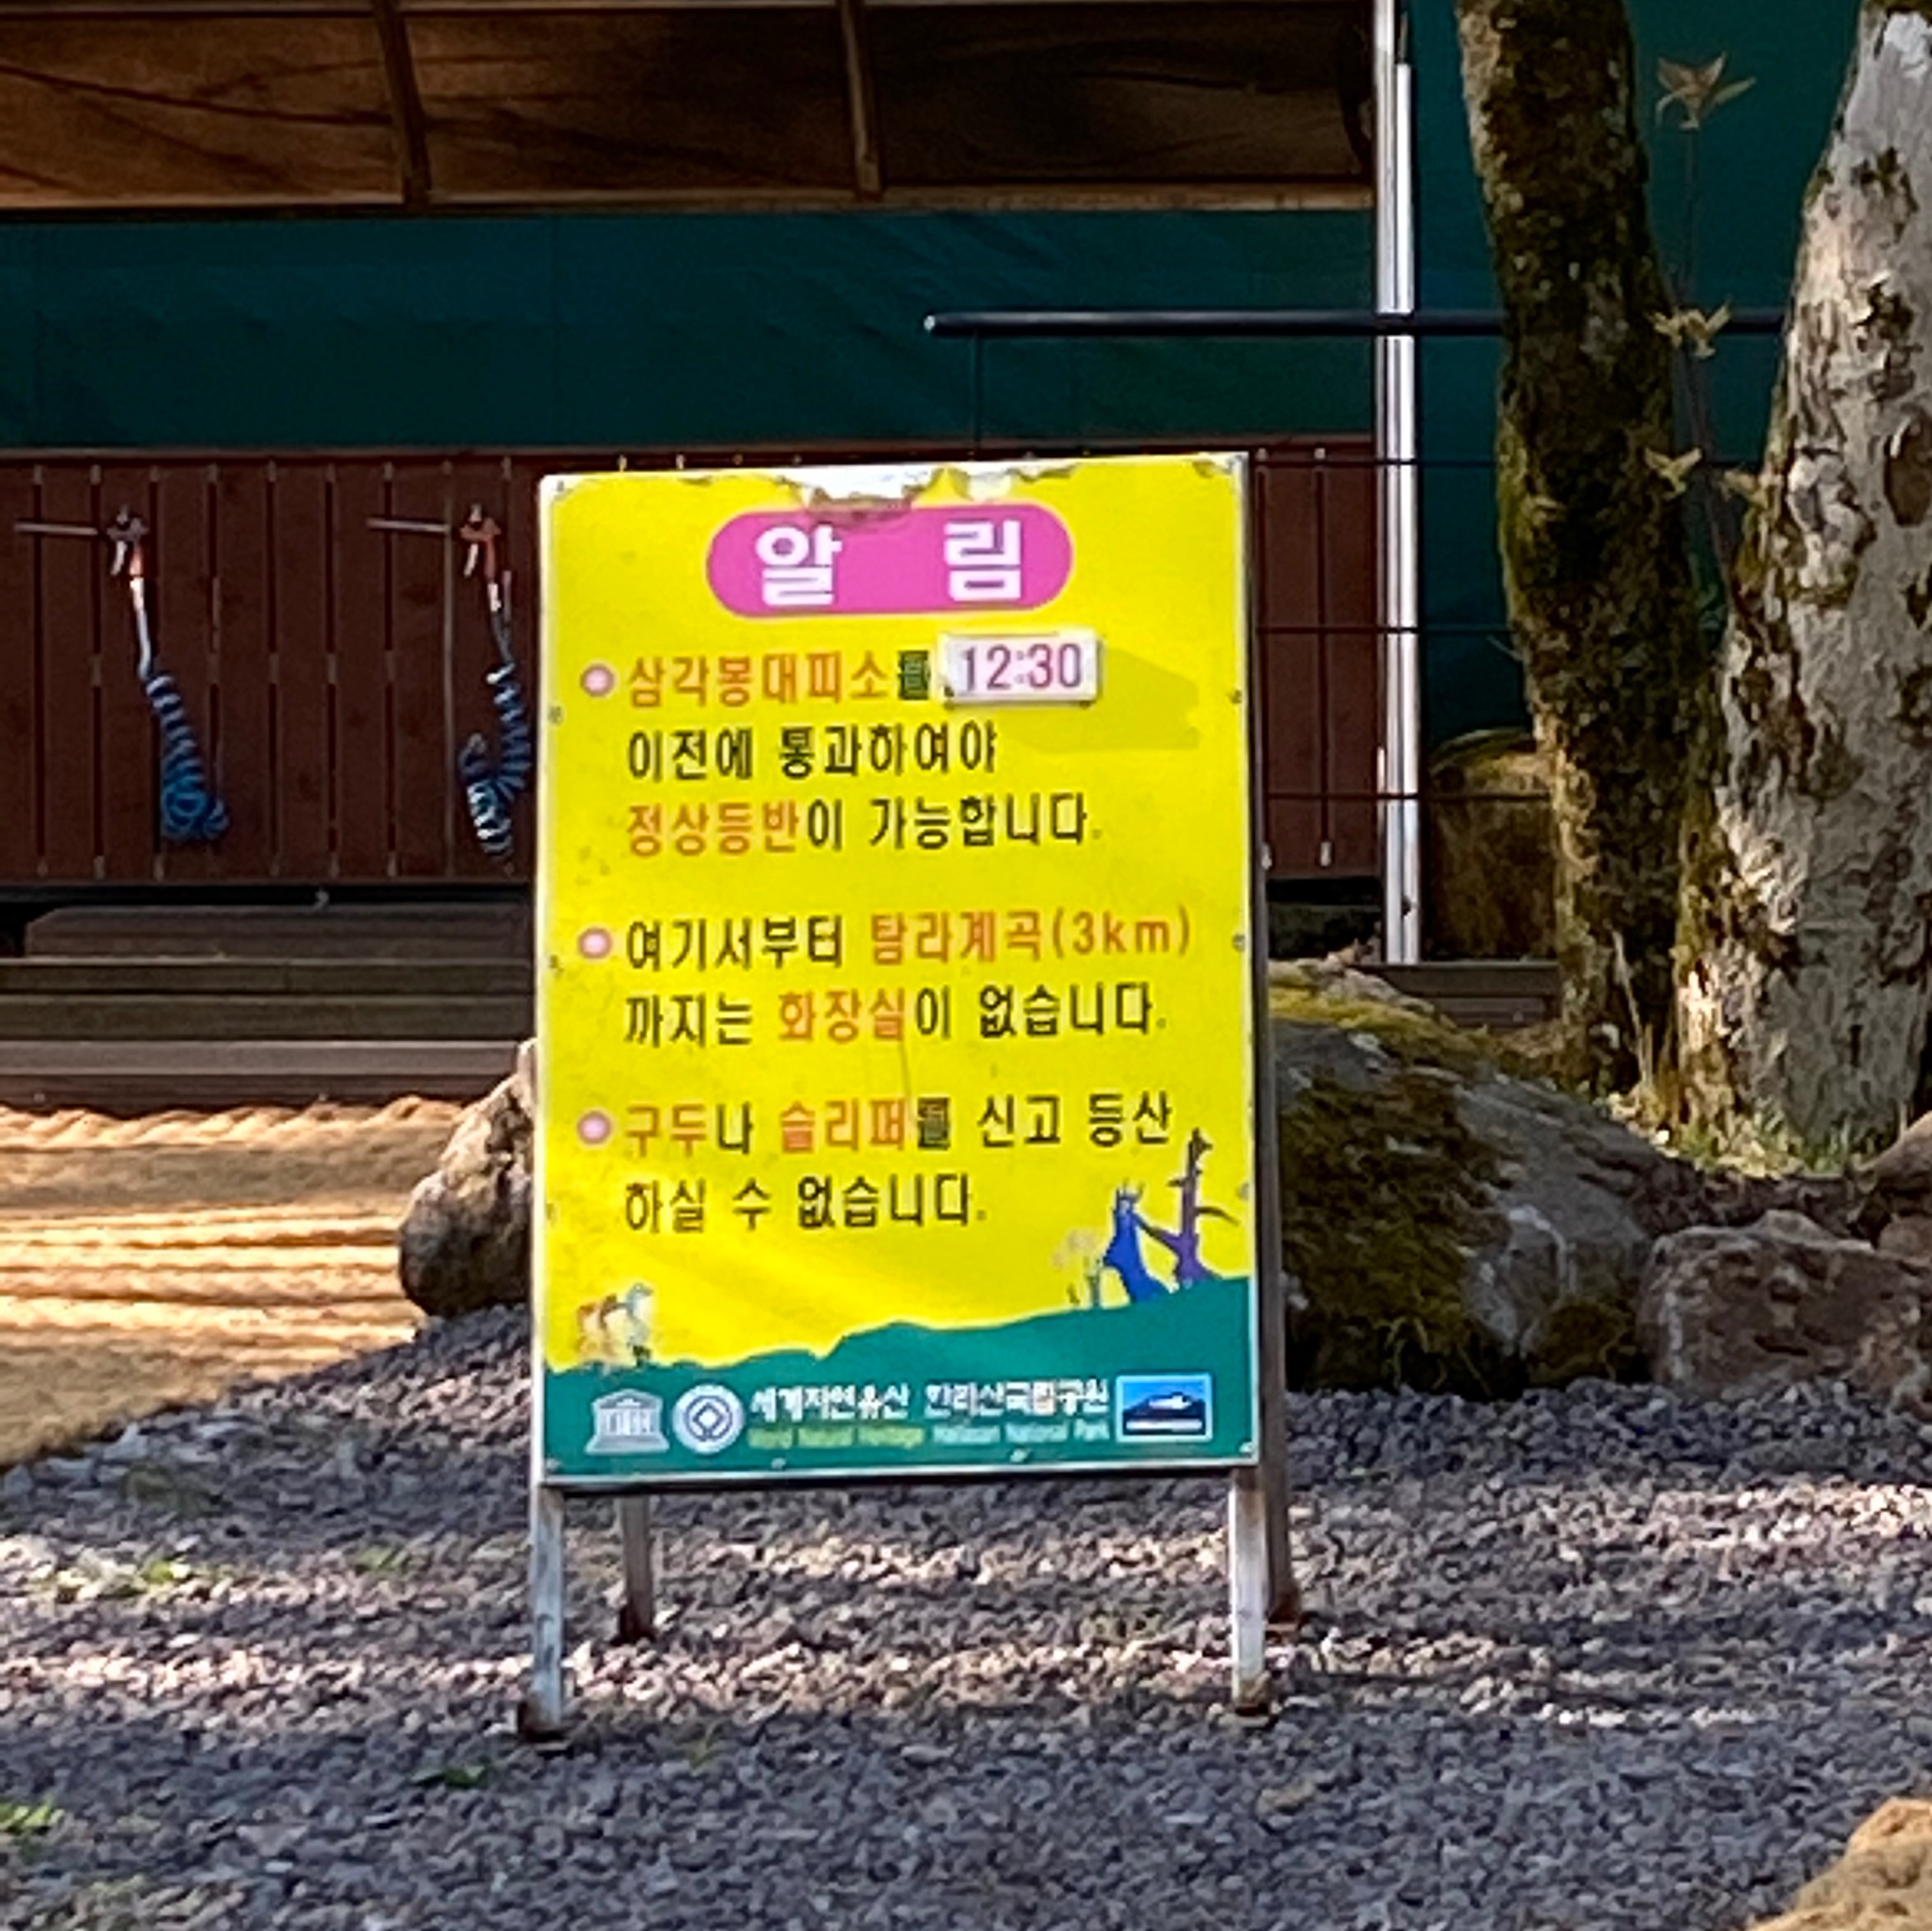 알 림
삼각봉대피소를 12:30
이전에 통과하여야
정상등반이 가능합니다.
여기서부터 탐라계곡(3km)
까지는 화장실이 없습니다.
구두나 슬리퍼를 신고 등산
하실 수 없습니다.
세계자연유산 한라산국립공원
World Natural Heritage Hallasan National Park
UNESCO